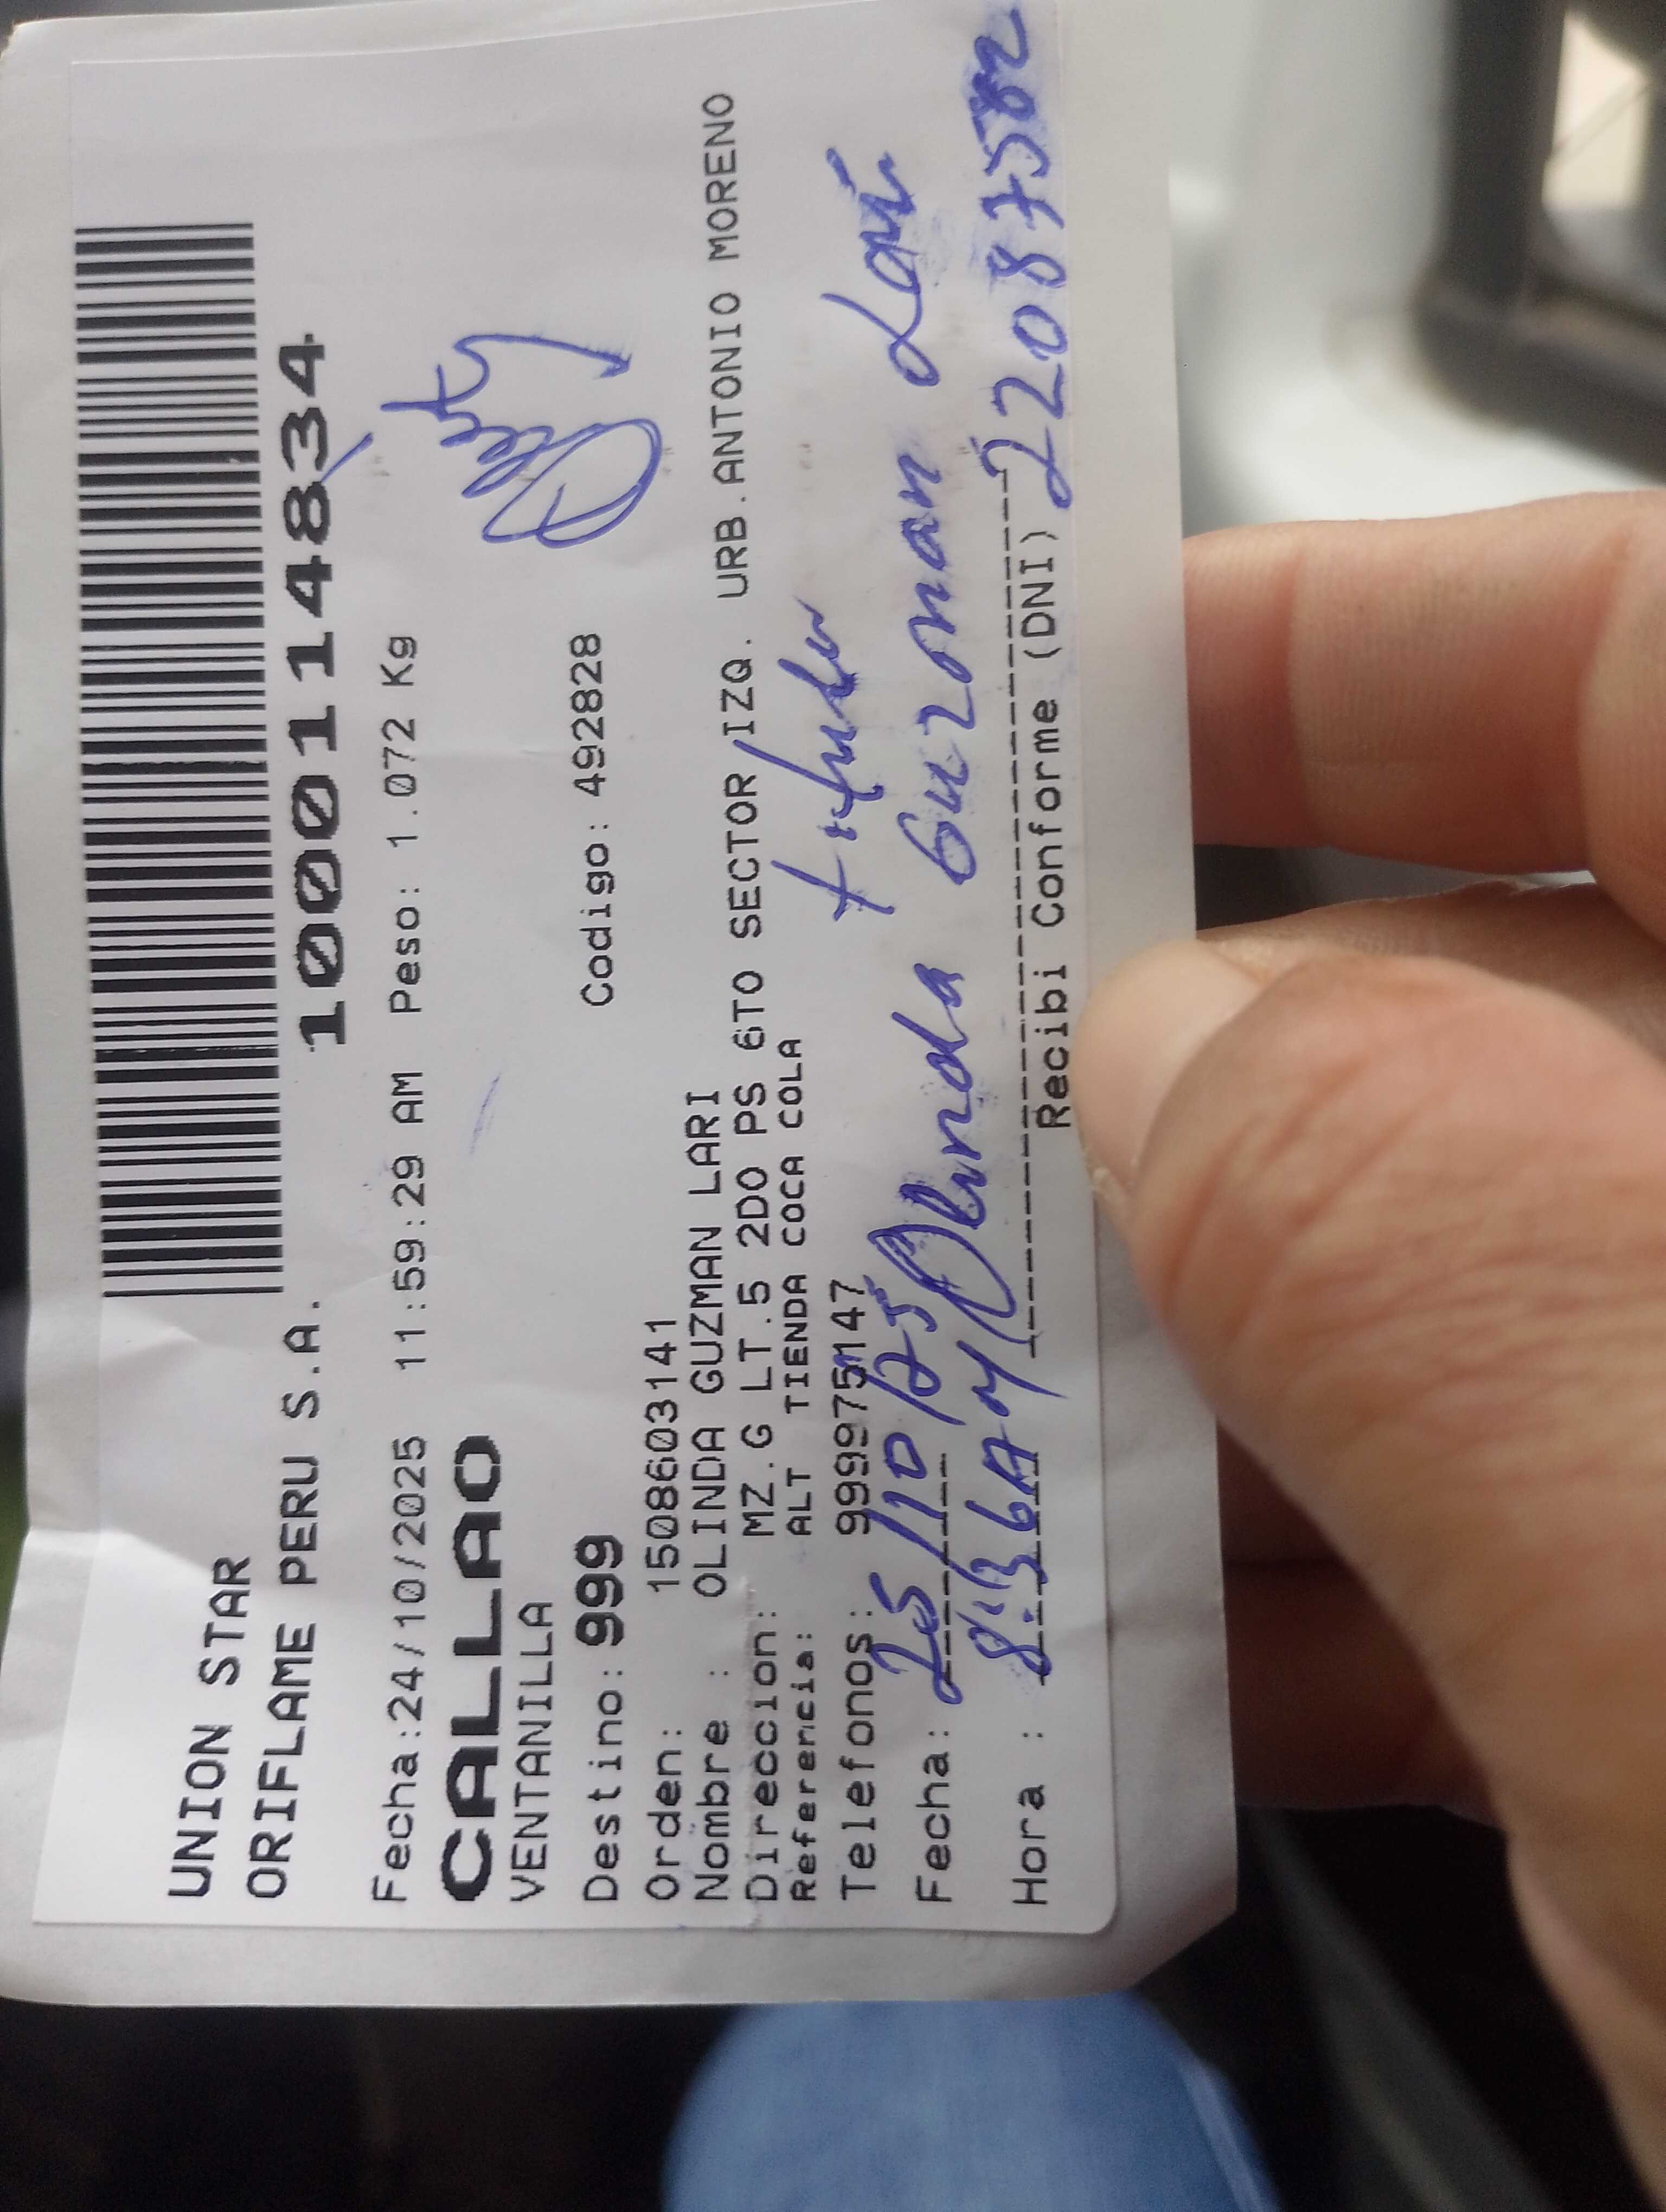 UNION STAR
ORIFLAME PERU S.A.
10001114834
Fecha:24/10/2025 11:59:29 AM Peso: 1.072 Kg
CALLAO
VENTANILLA
Destino: 999 Codigo: 492828
Orden: 1508603141
Nombre : OLINDA GUZMAN LARI
Direccion: MZ.G LT.5 2DO PS 6TO SECTOR IZQ. URB.ANTONIO MORENO
Referencia: ALT TIENDA COCA COLA
Telefonos: 999975147
titular
Fecha: 25/10/25
Olinda Guzman Lari
Hora : 8:36AM
Recibi Conforme (DNI) 22087582